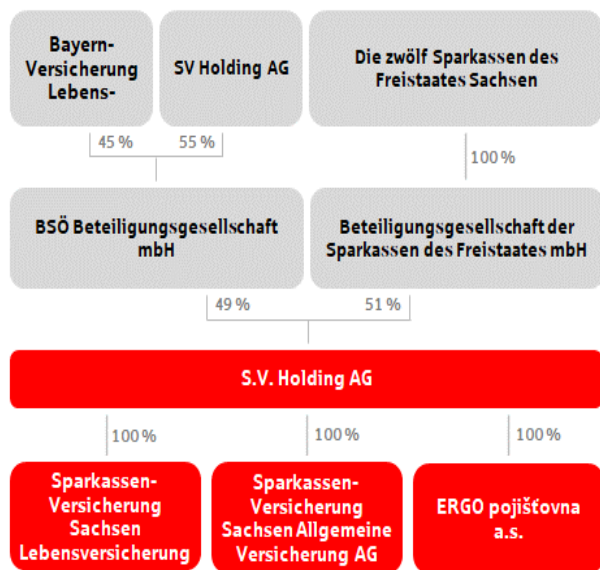 Bayern-
Versicherung
Lebens-
SV Holding AG
Die zwölf Sparkassen des
Freistaates Sachsen
45 %
55 %
100 %
BSÖ Beteiligungsgesellschaft
mbH
Beteiligungsgesellschaft der
Sparkassen des Freistaates mbH
49 %
51 %
S.V. Holding AG
100 %
100 %
100 %
Sparkassen-
Versicherung
Sachsen
Lebensversicherung
Sparkassen-
Versicherung
Sachsen Allgemeine
Versicherung AG
ERGO pojišťovna
a.s.